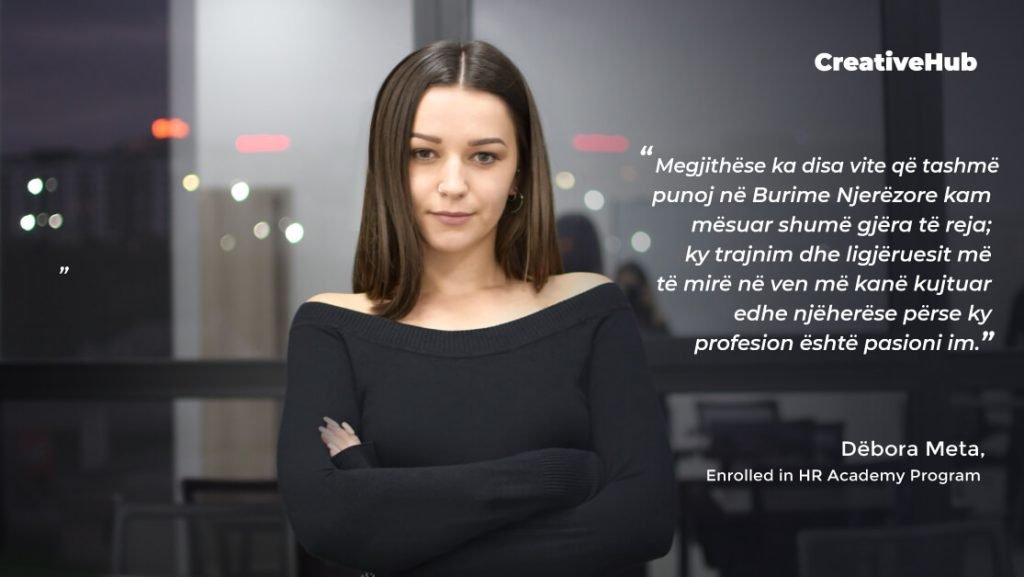 CreativeHub
“Megjithëse ka disa vite që tashmë
punoj në Burime Njerëzore kam
mësuar shumë gjëra të reja;
ky trajnim dhe ligjëruesit më
të mirë në ven më kanë kujtuar
edhe njëherëse përse ky
profesion është pasioni im.”
”
Dëbora Meta,
Enrolled in HR Academy Program